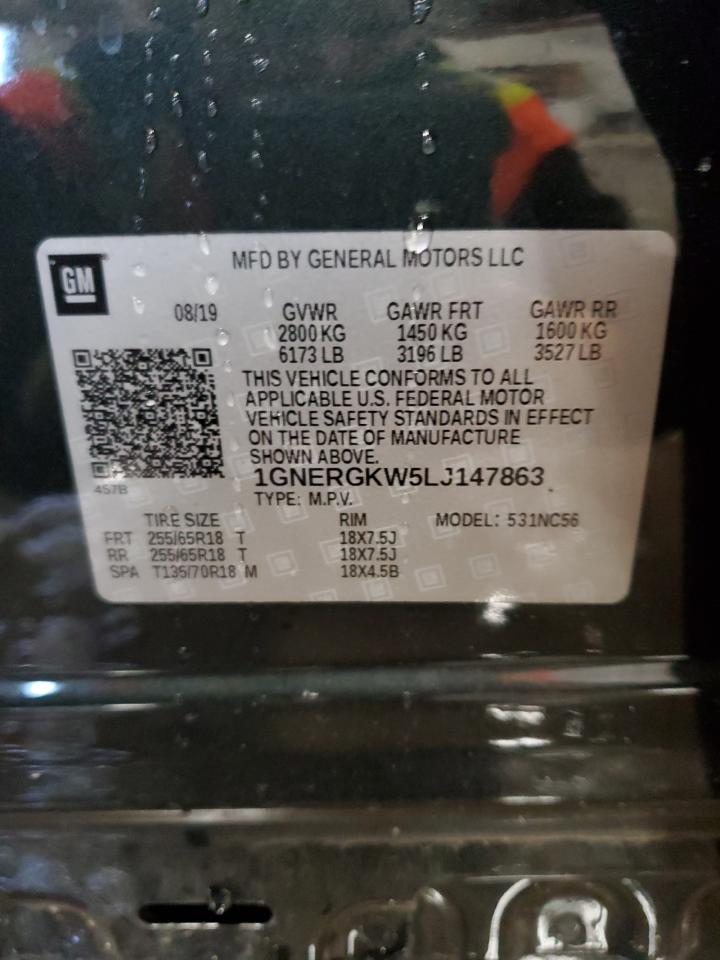 GM
MFD BY GENERAL MOTORS LLC
08/19 GVWR GAWR FRT GAWR RR
2800 KG 1450 KG 1600 KG
6173 LB 3196 LB 3527 LB
THIS VEHICLE CONFORMS TO ALL
APPLICABLE U.S. FEDERAL MOTOR
VEHICLE SAFETY STANDARDS IN EFFECT
ON THE DATE OF MANUFACTURE
SHOWN ABOVE.
457B
1GNERGKW5LJ147863
TYPE: M.P.V.
TIRE SIZE RIM MODEL: 531NC56
FRT 255/65R18 T 18X7.5J
RR 255/65R18 T 18X7.5J
SPA T135/70R18 M 18X4.5B